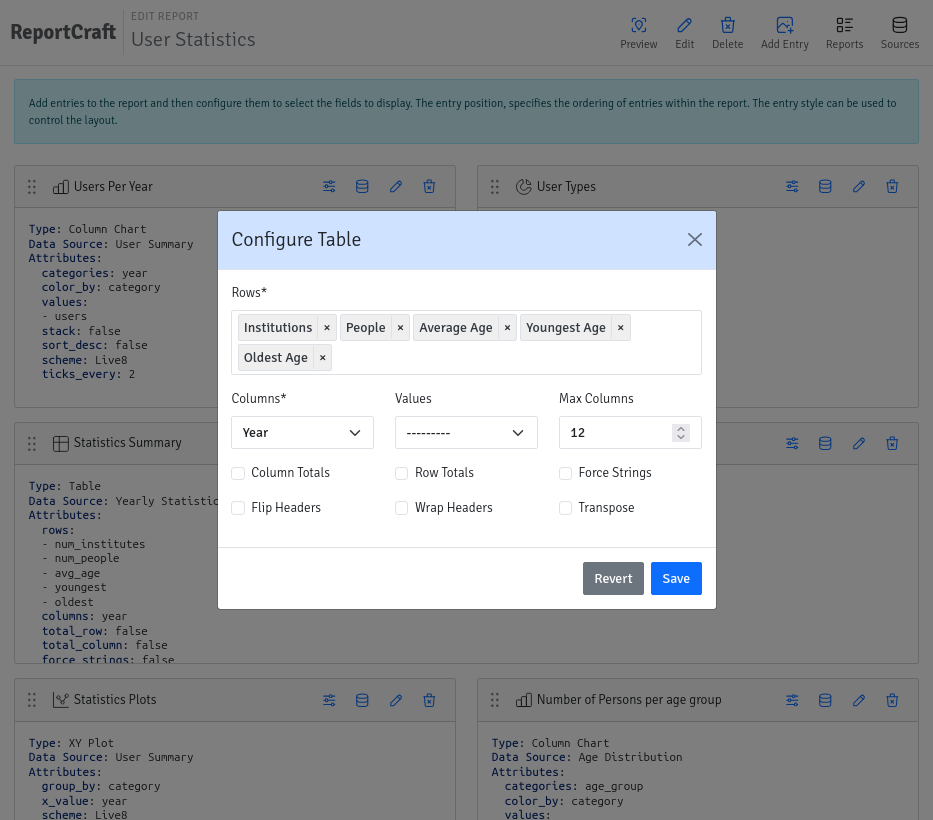 ReportCraft
EDIT REPORT
User Statistics
Preview
Edit
Delete
Add Entry
Reports
Sources
Add entries to the report and then configure them to select the fields to display. The entry position, specifies the ordering of entries within the report. The entry style can be used to
control the layout.
Users Per Year
Type: Column Chart
Data Source: User Summary
Attributes:
categories: year
color_by: category
values:
- users
stack: false
sort_desc: false
scheme: Live8
ticks_every: 2
User Types
Configure Table
Rows*
Institutions × People × Average Age × Youngest Age ×
Oldest Age ×
Columns* Values Max Columns
Year --------- 12
Column Totals Row Totals Force Strings
Flip Headers Wrap Headers Transpose
Revert Save
Statistics Summary
Type: Table
Data Source: Yearly Statistic
Attributes:
rows:
- num_institutes
- num_people
- avg_age
- youngest
- oldest
columns: year
total_row: false
total_column: false
force_strings: false
Statistics Plots
Type: XY Plot
Data Source: User Summary
Attributes:
group_by: category
x_value: year
scheme: Live8
Number of Persons per age group
Type: Column Chart
Data Source: Age Distribution
Attributes:
categories: age_group
color_by: category
values: